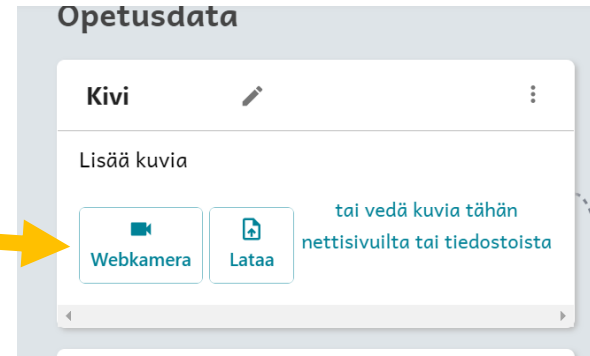 Opetusdata
Kivi
Lisää kuvia
Webkamera
Lataa
tai vedä kuvia tähän
nettisivuilta tai tiedostoista